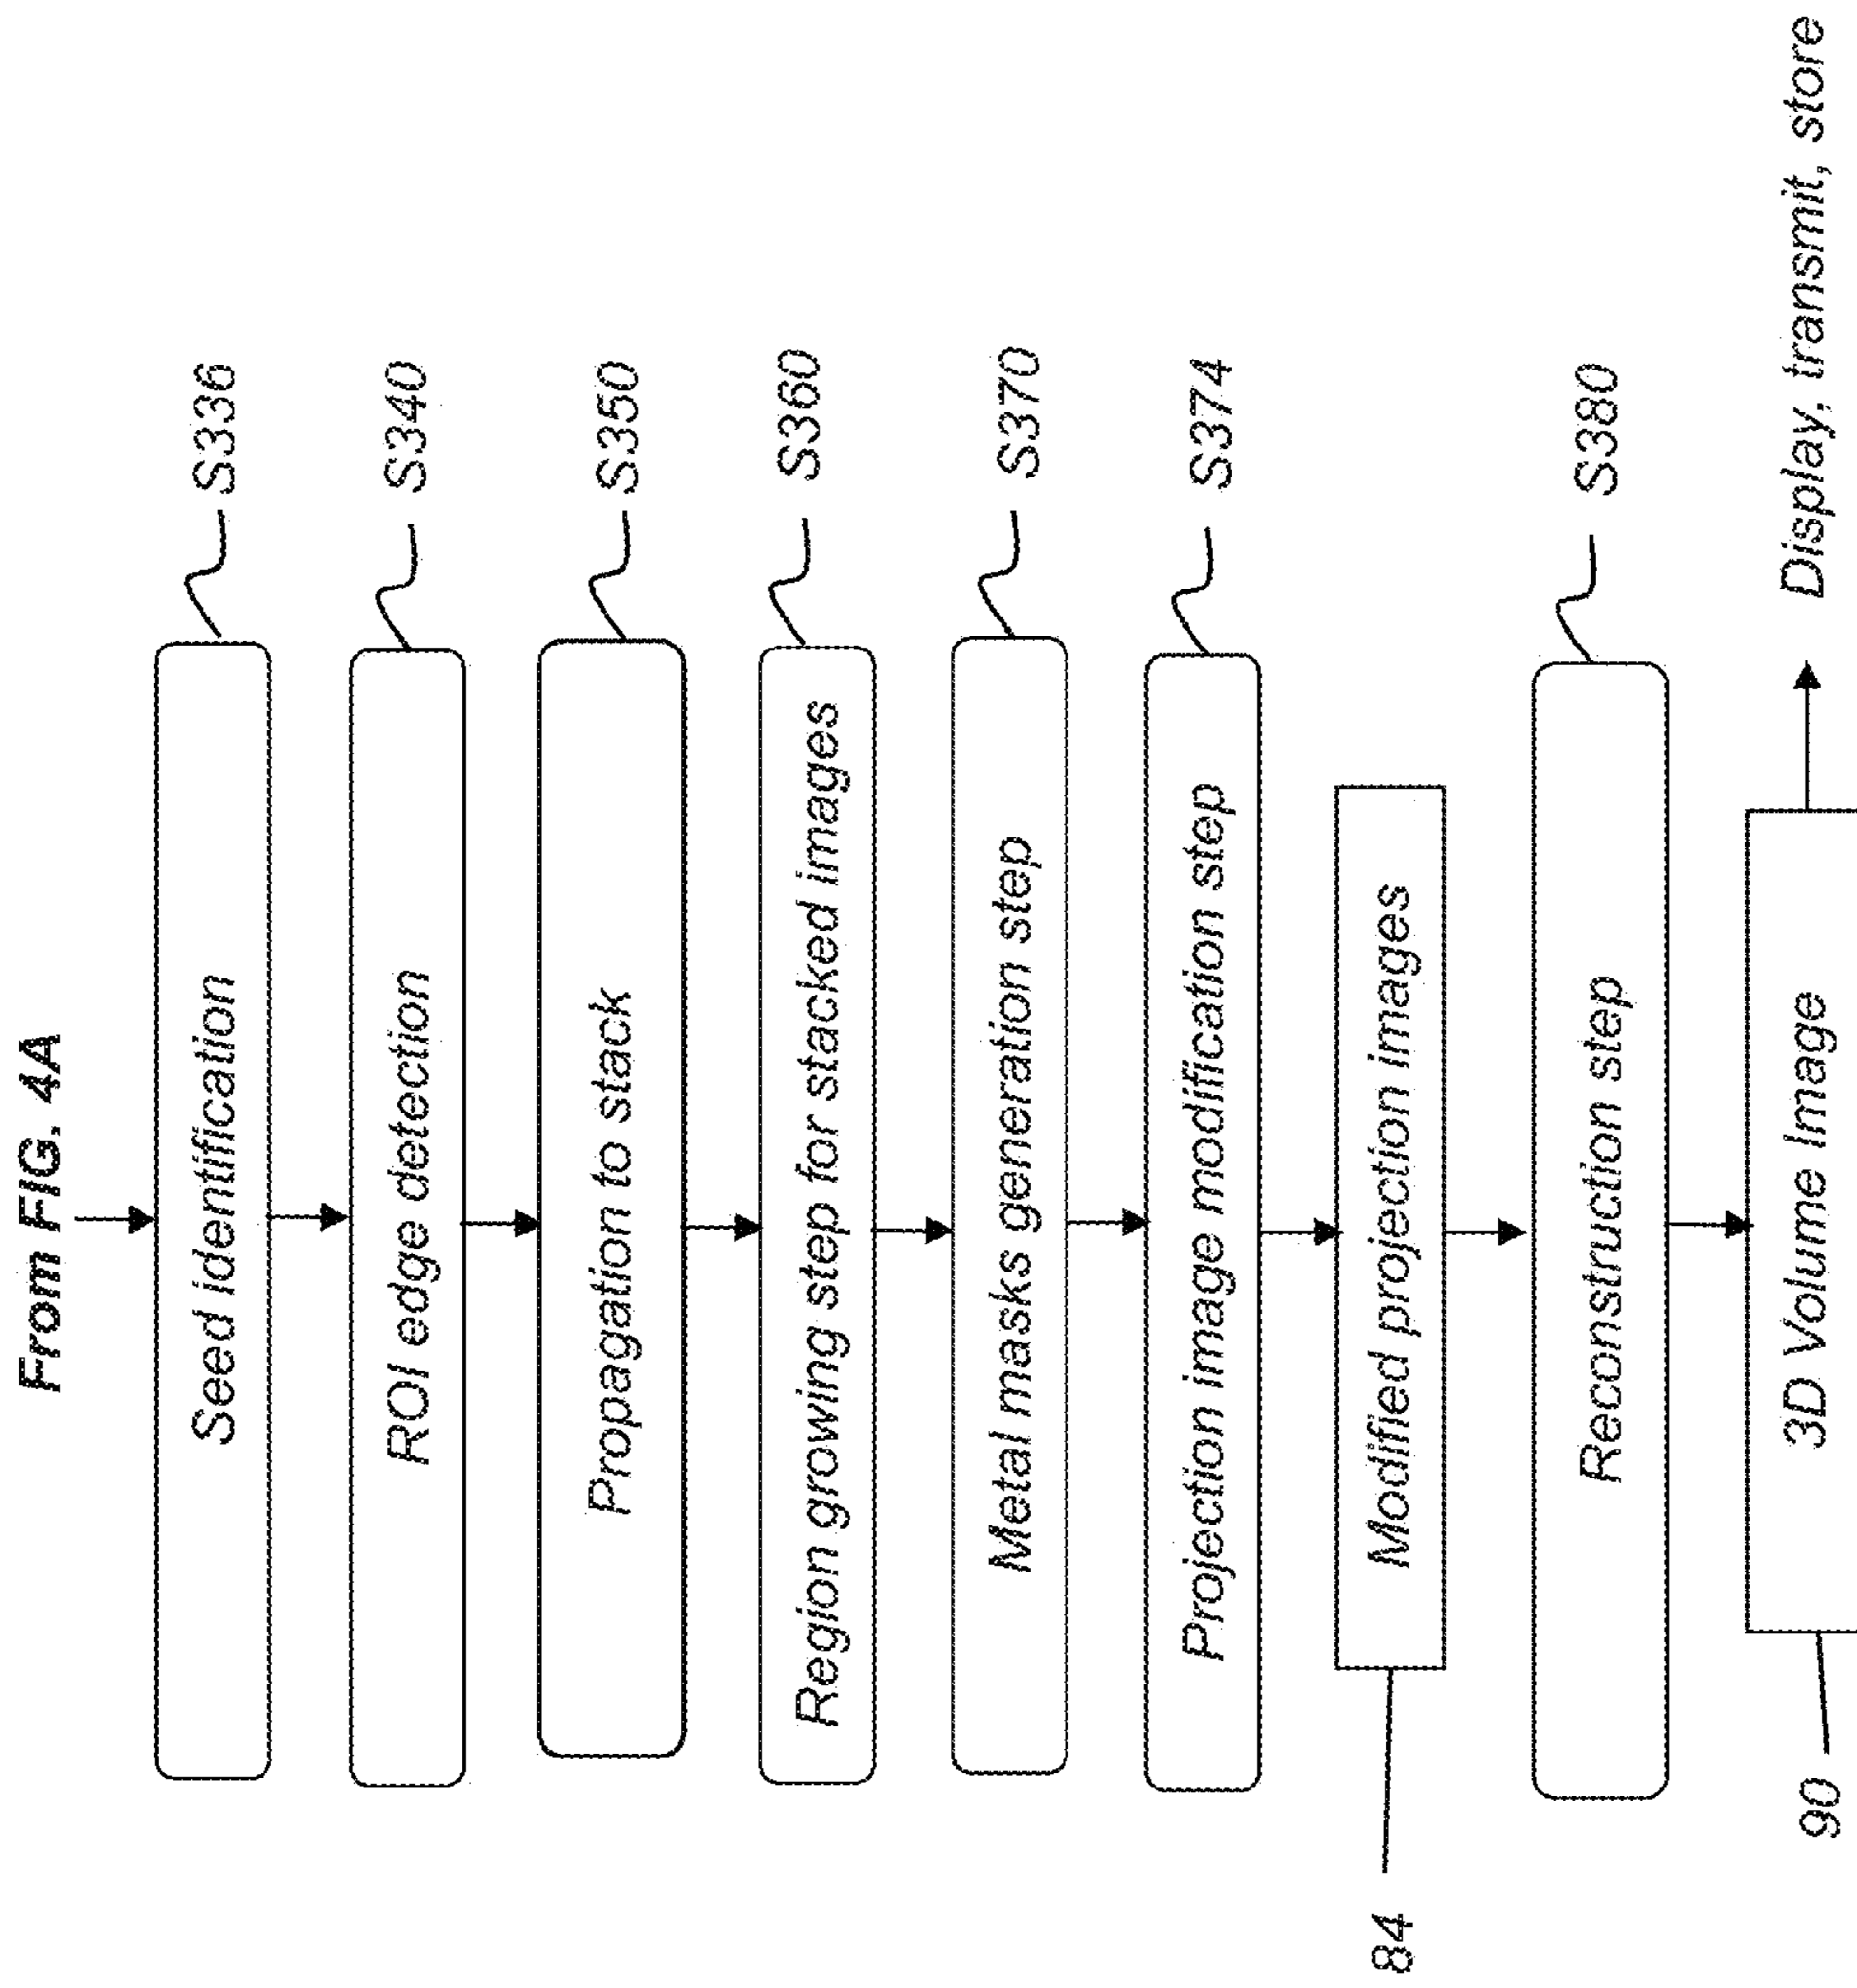 From FIG. 4A
Seed identification
S336
ROI edge detection
S340
Propagation to stack
S350
Region growing step for stacked images
S360
Metal masks generation step
S370
Projection image modification step
S374
84
Modified projection images
Reconstruction step
S380
90
3D Volume Image
Display, transmit, store